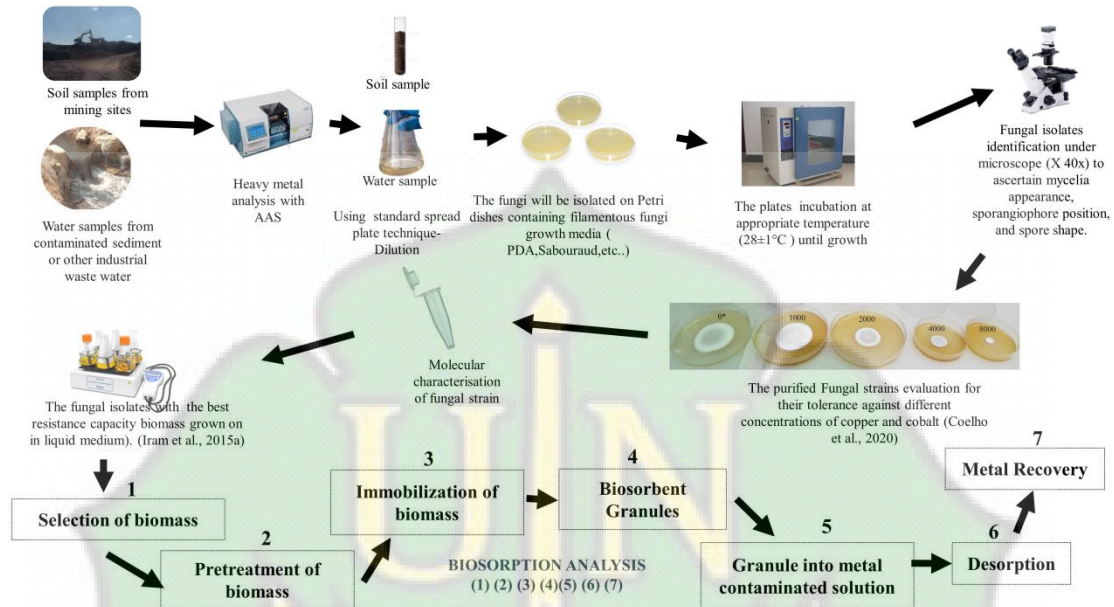 Soil samples from
mining sites
Water samples from
contaminated sediment
or other industrial
waste water
Heavy metal
analysis with
AAS
Soil sample
Water sample
Using standard spread
plate technique-
Dilution
The fungi will be isolated on Petri
dishes containing filamentous fungi
growth media (
PDA,Sabouraud,etc..)
The plates incubation at
appropriate temperature
(28±1°C ) until growth
Fungal isolates
identification under
microscope (X 40x) to
ascertain mycelia
appearance,
sporangiophore position,
and spore shape.
0*
1000
2000
4000
8000
The purified Fungal strains evaluation for
their tolerance against different
concentrations of copper and cobalt (Coelho
et al., 2020)
Molecular
characterisation
of fungal strain
The fungal isolates with the best
resistance capacity biomass grown on
in liquid medium). (Iram et al., 2015a)
1
Selection of biomass
2
Pretreatment of
biomass
3
Immobilization of
biomass
4
Biosorbent
Granules
5
Granule into metal
contaminated solution
6
Desorption
7
Metal Recovery
BIOSORPTION ANALYSIS
(1) (2) (3) (4)(5) (6) (7)
UIN